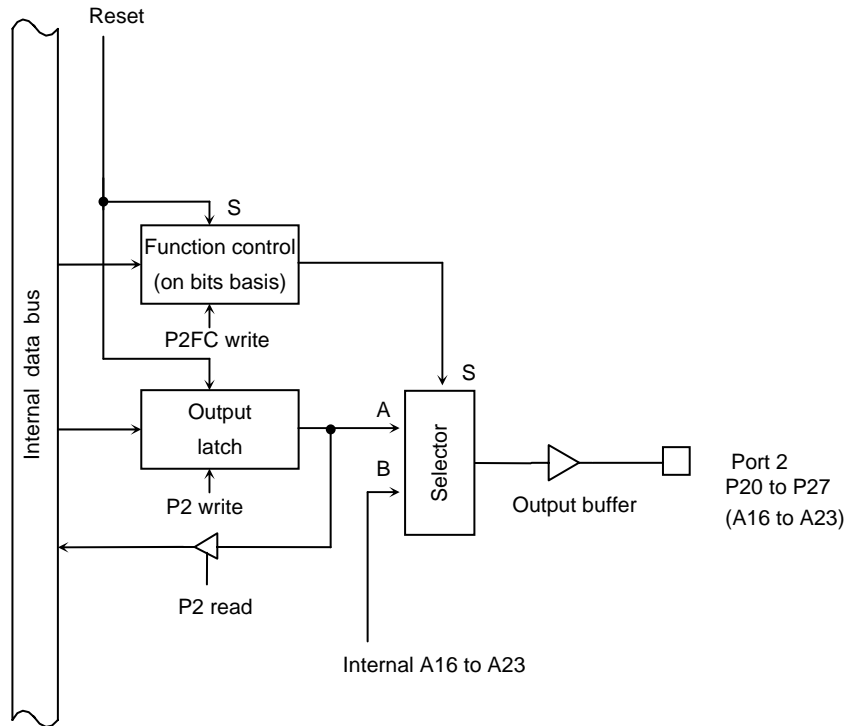 Reset
S
Function control
(on bits basis)
P2FC write
Internal data bus
S
Output
latch
A
B
Selector
P2 write
Output buffer
Port 2
P20 to P27
(A16 to A23)
P2 read
Internal A16 to A23